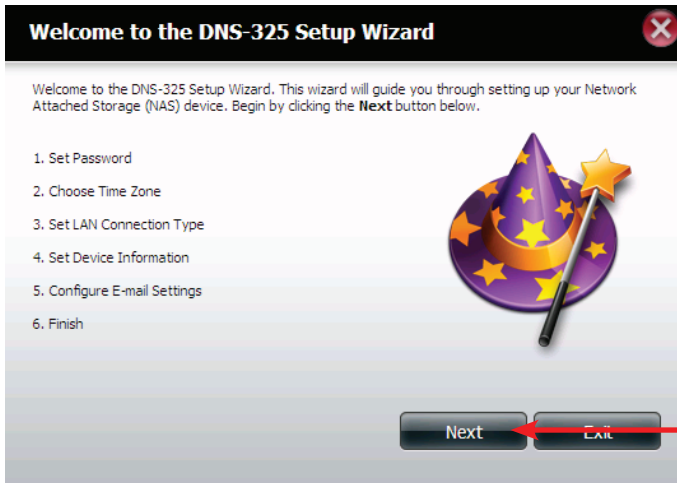 Welcome to the DNS-325 Setup Wizard
Welcome to the DNS-325 Setup Wizard. This wizard will guide you through setting up your Network
Attached Storage (NAS) device. Begin by clicking the Next button below.
1. Set Password
2. Choose Time Zone
3. Set LAN Connection Type
4. Set Device Information
5. Configure E-mail Settings
6. Finish
Next
Exit